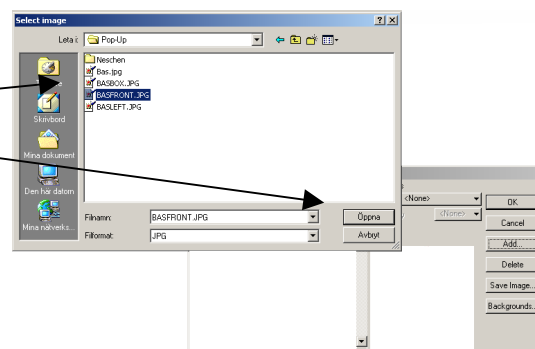 Select image
Leta i: Pop-Up
Neschen
Bas.jpg
BASBOX.JPG
BASFRONT.JPG
BASLEFT.JPG
Skrivbord
Mina dokument
Den här datorn
Mina nätverks...
Filnamn: BASFRONT.JPG Öppna
Filformat: JPG Avbryt
<None> OK
<None> Cancel
Add...
Delete
Save Image...
Backgrounds...